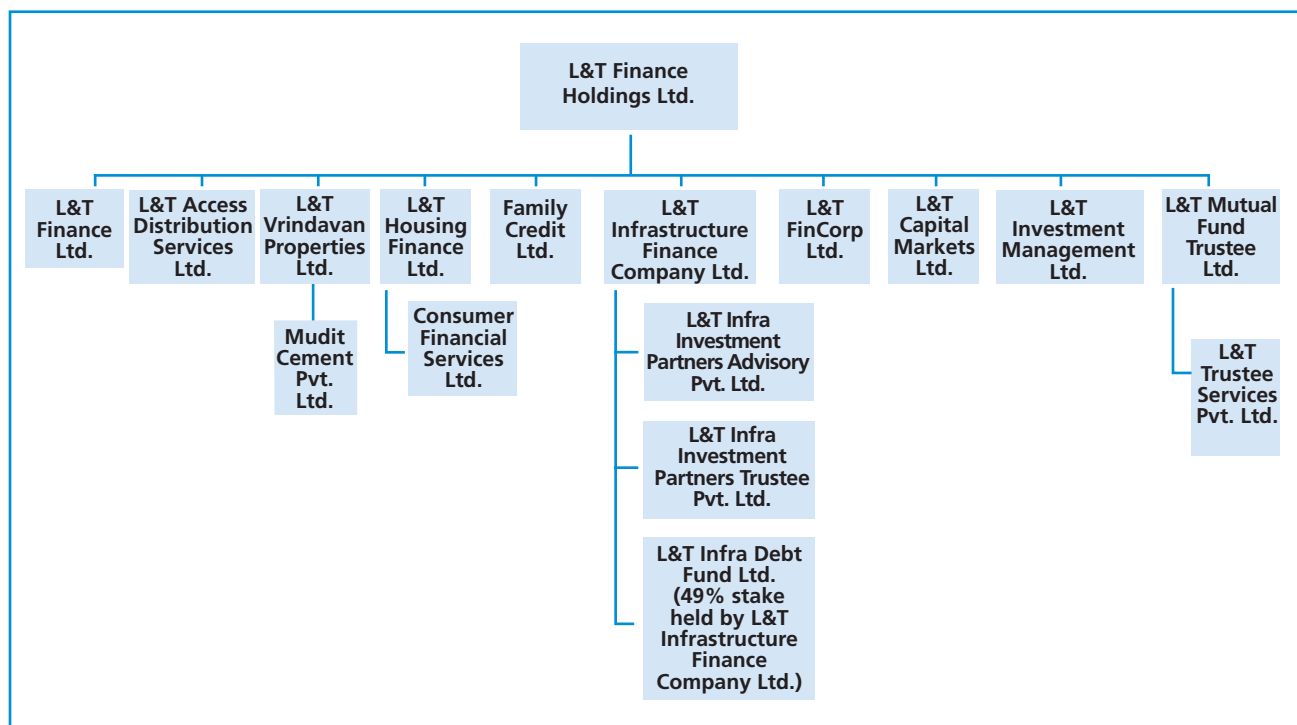 L&T Finance
Holdings Ltd.
L&T
Finance
Ltd.
L&T Access
Distribution
Services
Ltd.
L&T
Vrindavan
Properties
Ltd.
L&T
Housing
Finance
Ltd.
Family
Credit
Ltd.
L&T
Infrastructure
Finance
Company Ltd.
L&T
FinCorp
Ltd.
L&T
Capital
Markets
Ltd.
L&T
Investment
Management
Ltd.
L&T Mutual
Fund
Trustee
Ltd.
Mudit
Cement
Pvt.
Ltd.
Consumer
Financial
Services
Ltd.
L&T Infra
Investment
Partners Advisory
Pvt. Ltd.
L&T Infra
Investment
Partners Trustee
Pvt. Ltd.
L&T Infra Debt
Fund Ltd.
(49% stake
held by L&T
Infrastructure
Finance
Company Ltd.)
L&T
Trustee
Services
Pvt. Ltd.